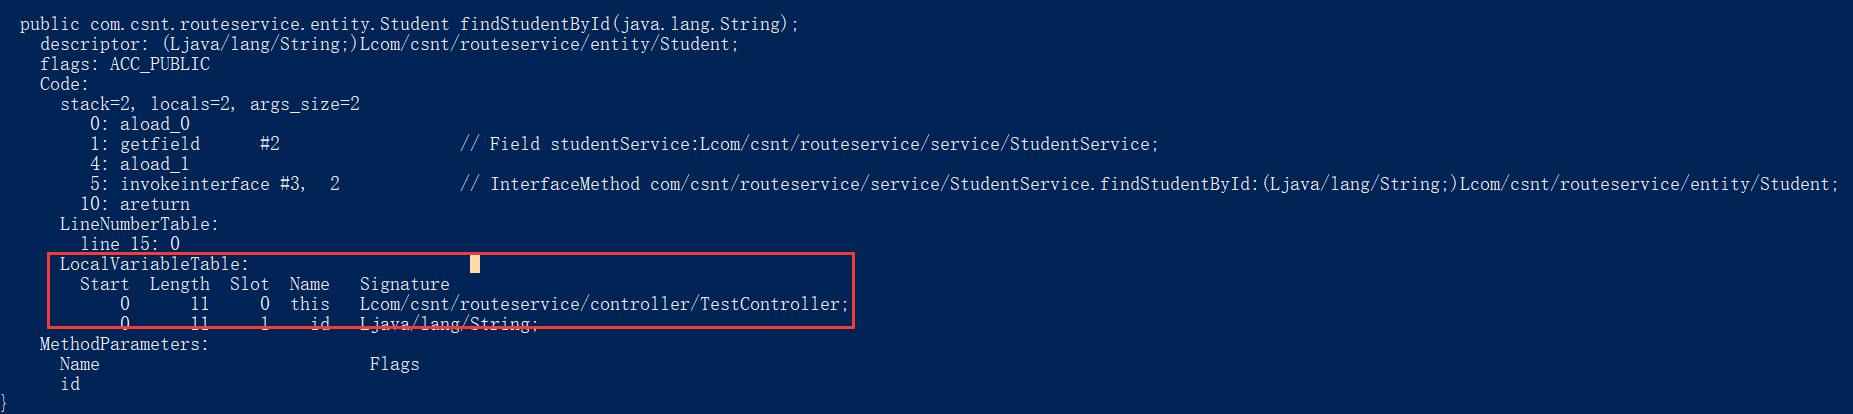 public com.csnt.routeservice.entity.Student findStudentById(java.lang.String);
descriptor: (Ljava/lang/String;)Lcom/csnt/routeservice/entity/Student;
flags: ACC_PUBLIC
Code:
stack=2, locals=2, args_size=2
0: aload_0
1: getfield #2 // Field studentService:Lcom/csnt/routeservice/service/StudentService;
4: aload_1
5: invokeinterface #3, 2 // InterfaceMethod com/csnt/routeservice/service/StudentService.findStudentById:(Ljava/lang/String;)Lcom/csnt/routeservice/entity/Student;
10: areturn
LineNumberTable:
line 15: 0
LocalVariableTable:
Start Length Slot Name Signature
0 11 0 this Lcom/csnt/routeservice/controller/TestController;
0 11 1 id Ljava/lang/String;
MethodParameters:
Name Flags
id
}